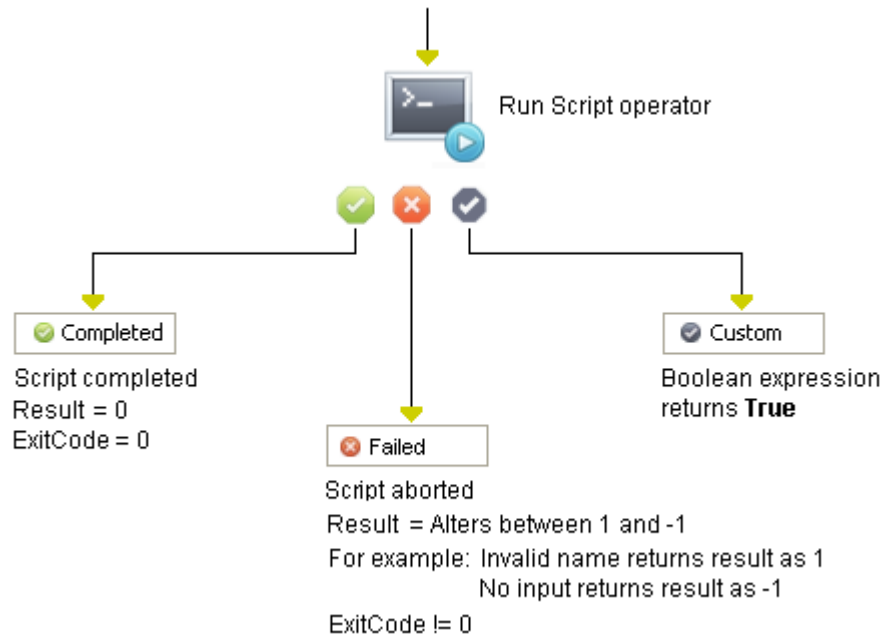 >_
Run Script operator
Completed
Script completed
Result = 0
ExitCode = 0
Custom
Boolean expression
returns True
Failed
Script aborted
Result = Alters between 1 and -1
For example: Invalid name returns result as 1
No input returns result as -1
ExitCode != 0